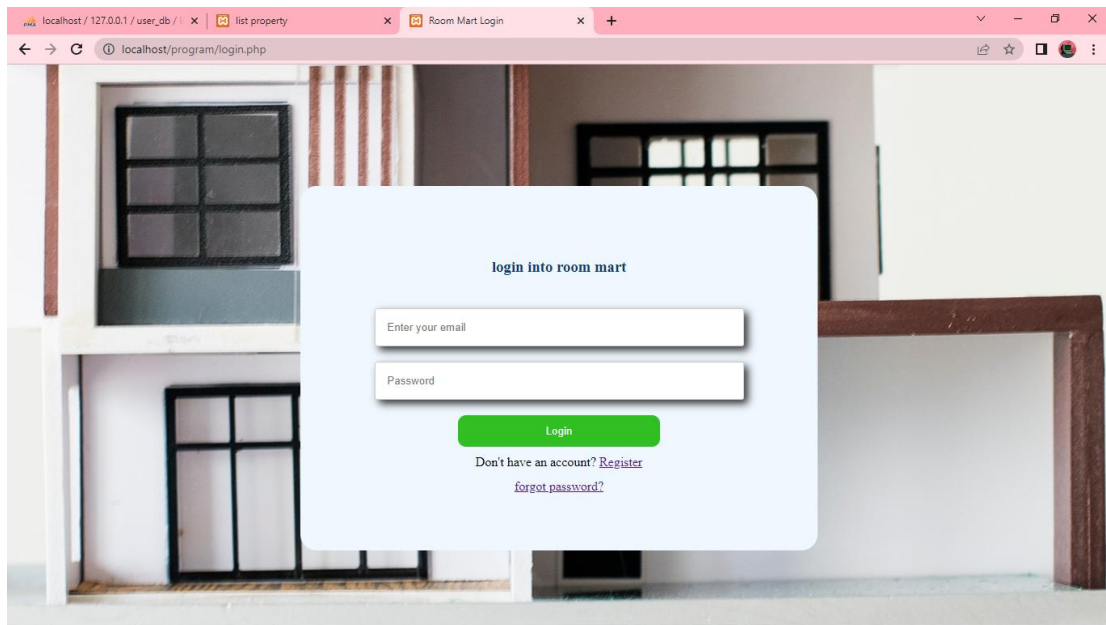 localhost / 127.0.0.1 / user_db /
list property
Room Mart Login
localhost/program/login.php
login into room mart
Enter your email
Password
Login
Don't have an account? Register
forgot password?